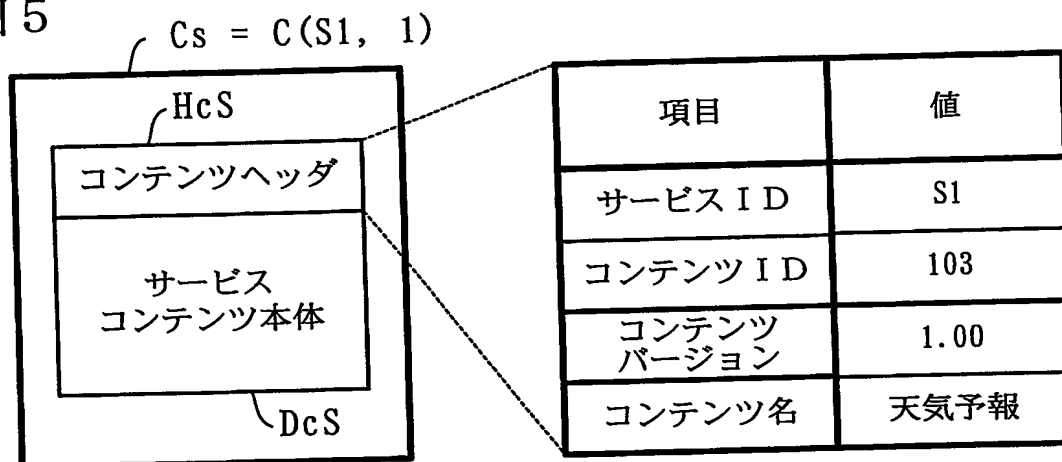 5
Cs = C(S1, 1)
HcS
コンテンツヘッダ
サービス
コンテンツ本体
DcS
項目 値
サービスＩＤ S1
コンテンツＩＤ 103
コンテンツ
バージョン 1.00
コンテンツ名 天気予報